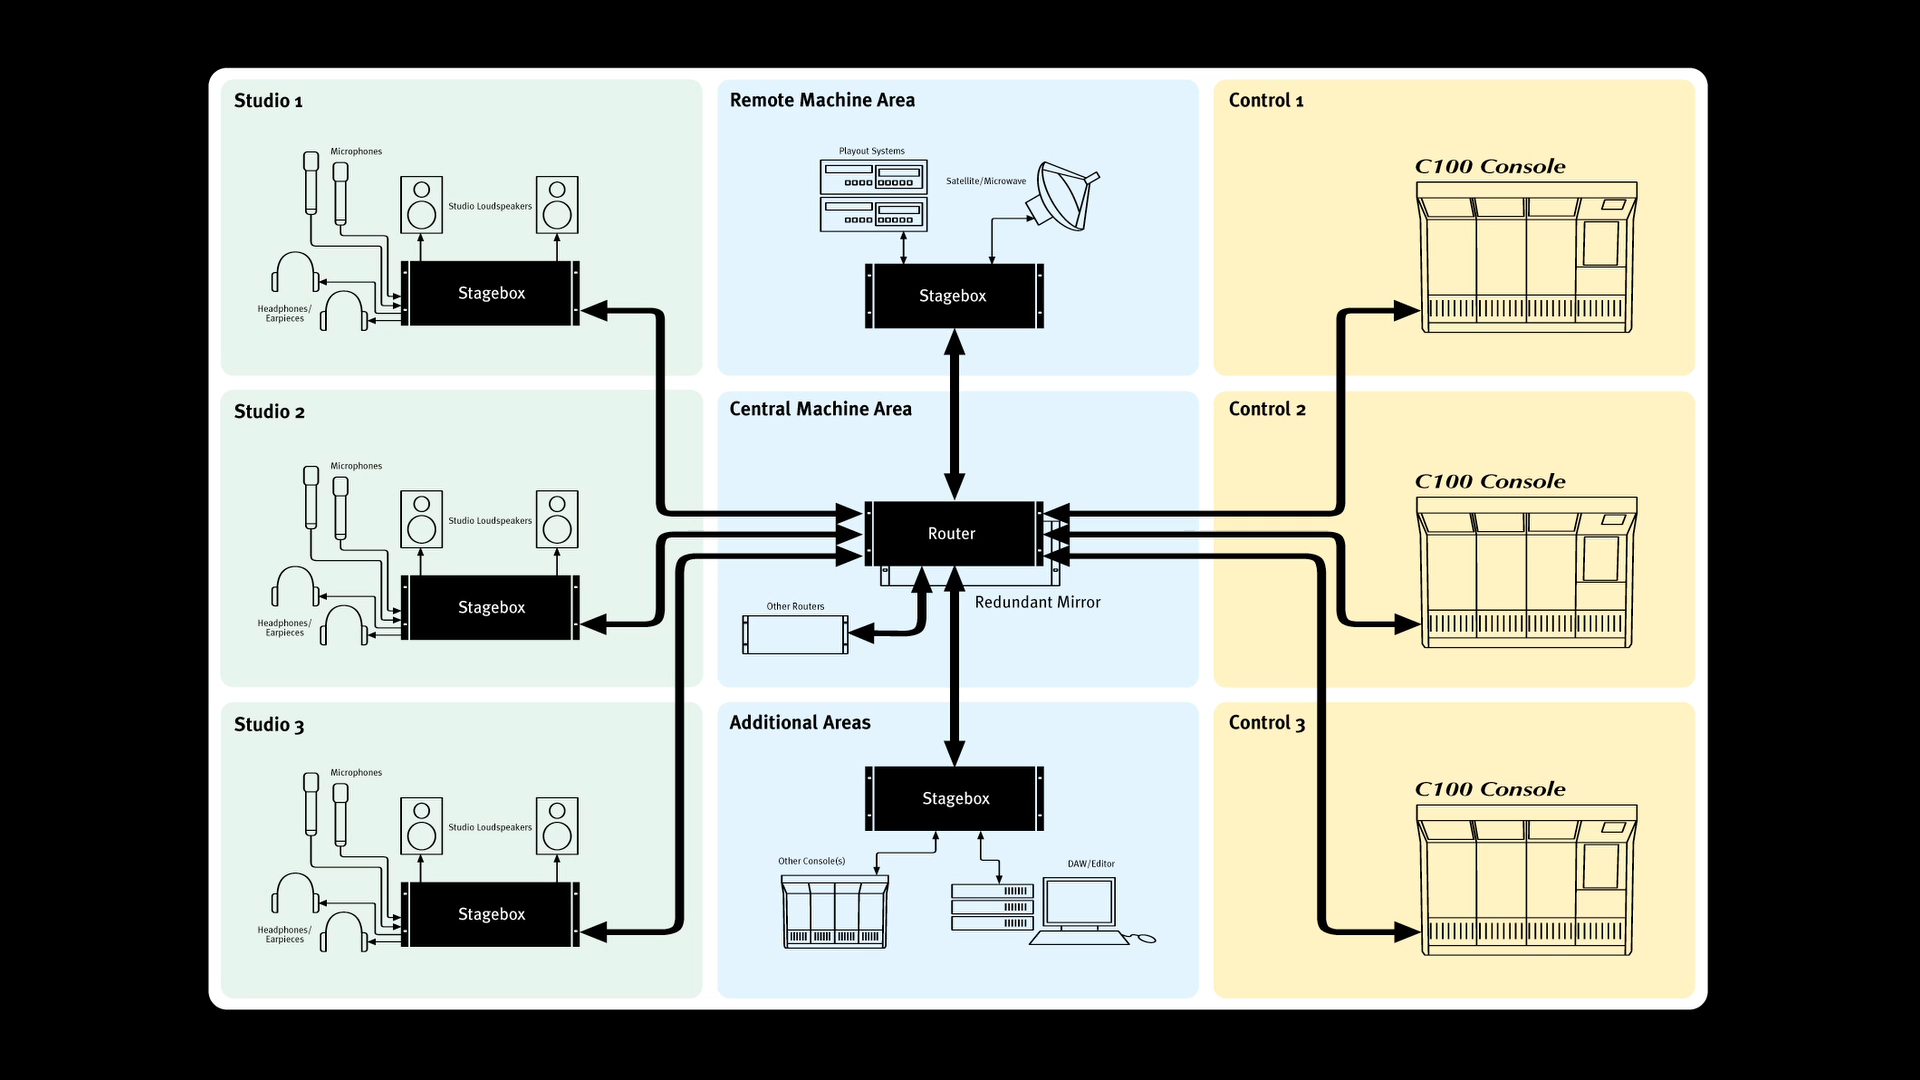 Studio 1
Microphones
Studio Loudspeakers
Headphones/
Earpieces
Stagebox
Remote Machine Area
Playout Systems
Satellite/Microwave
Stagebox
Control 1
C100 Console
Studio 2
Microphones
Studio Loudspeakers
Headphones/
Earpieces
Stagebox
Central Machine Area
Router
Redundant Mirror
Other Routers
Control 2
C100 Console
Studio 3
Microphones
Studio Loudspeakers
Headphones/
Earpieces
Stagebox
Additional Areas
Stagebox
Other Console(s)
DAW/Editor
Control 3
C100 Console